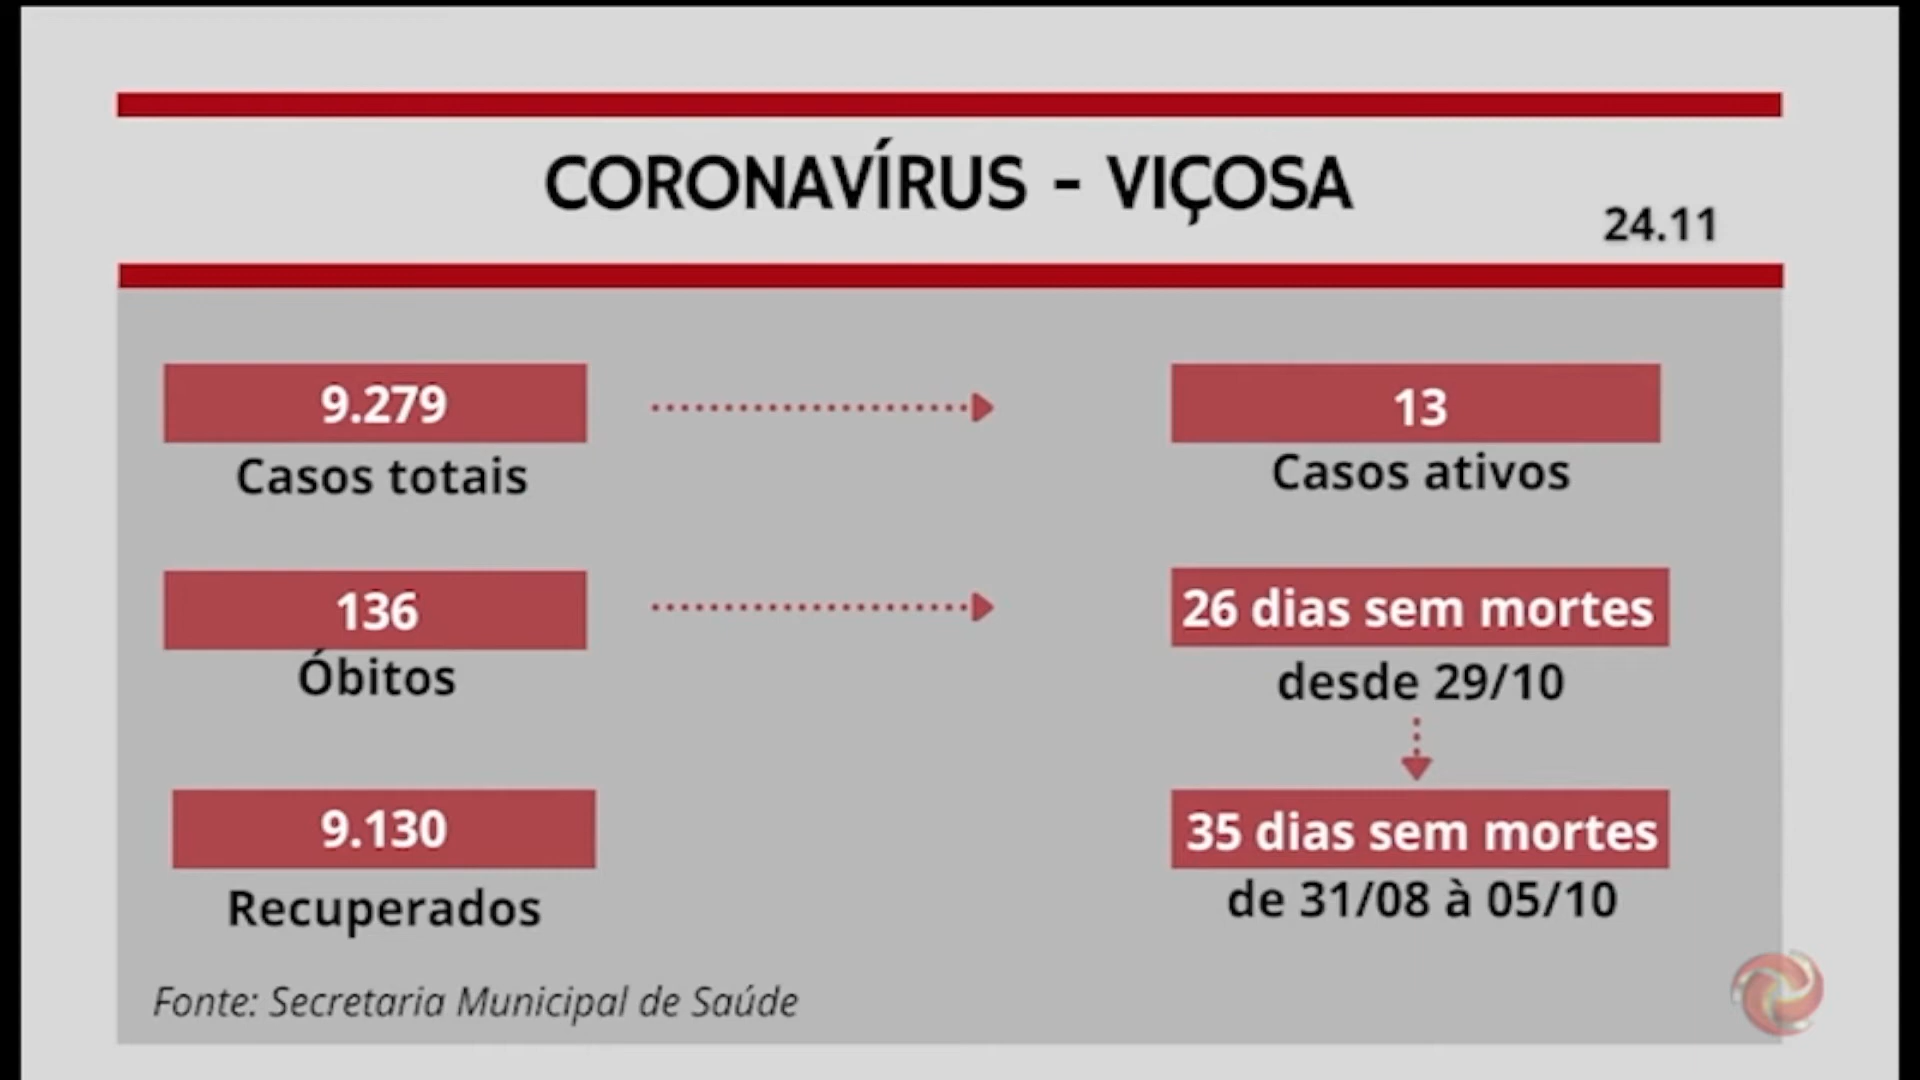 CORONAVÍRUS - VIÇOSA
24.11
9.279
Casos totais
13
Casos ativos
136
Óbitos
26 dias sem mortes
desde 29/10
9.130
Recuperados
35 dias sem mortes
de 31/08 à 05/10
Fonte: Secretaria Municipal de Saúde